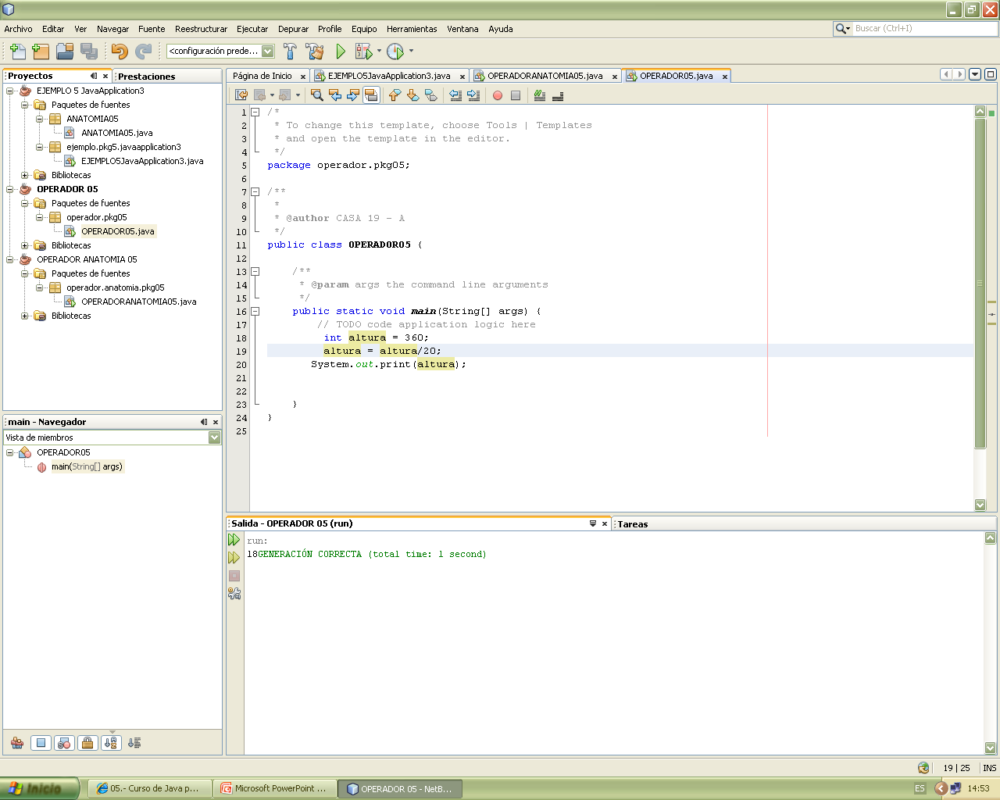 Archivo Editar Ver Navegar Fuente Reestructurar Ejecutar Depurar Profile Equipo Herramientas Ventana Ayuda
Buscar (Ctrl+I)
<configuración prede...
Proyectos
Prestaciones
EJEMPLO 5 JavaApplication3
Paquetes de fuentes
ANATOMIA05
ANATOMIA05.java
ejemplo.pkg5.javaapplication3
EJEMPLO5JavaApplication3.java
Bibliotecas
OPERADOR 05
Paquetes de fuentes
operador.pkg05
OPERADOR05.java
Bibliotecas
OPERADOR ANATOMIA 05
Paquetes de fuentes
operador.anatomia.pkg05
OPERADORANATOMIA05.java
Bibliotecas
main - Navegador
Vista de miembros
OPERADOR05
main(String[] args)
Página de Inicio
EJEMPLO5JavaApplication3.java
OPERADORANATOMIA05.java
OPERADOR05.java
1 /*
2 * To change this template, choose Tools | Templates
3 * and open the template in the editor.
4 */
5 package operador.pkg05;
6
7 /**
8 *
9 * @author CASA 19 - A
10 */
11 public class OPERADOR05 {
12
13 /**
14 * @param args the command line arguments
15 */
16 public static void main(String[] args) {
17 // TODO code application logic here
18 int altura = 360;
19 altura = altura/20;
20 System.out.print(altura);
21
22
23 }
24 }
25
Salida - OPERADOR 05 (run)
Tareas
run:
18GENERACIÓN CORRECTA (total time: 1 second)
19 | 25 INS
Inicio
05.- Curso de Java p...
Microsoft PowerPoint ...
OPERADOR 05 - NetB...
ES
14:53